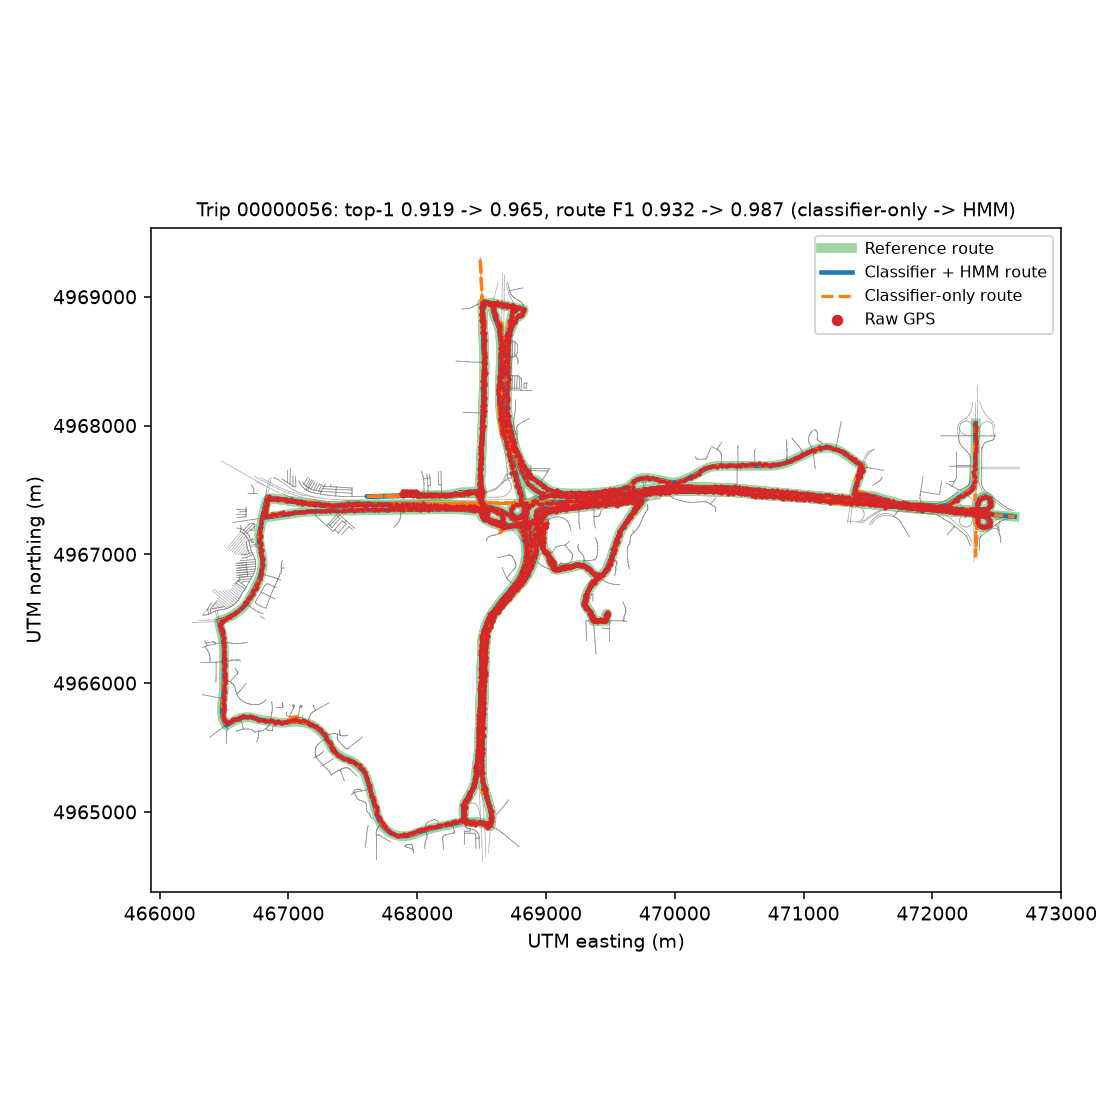 Trip 00000056: top-1 0.919 -> 0.965, route F1 0.932 -> 0.987 (classifier-only -> HMM)
Reference route
Classifier + HMM route
Classifier-only route
Raw GPS
4969000
4968000
4967000
4966000
4965000
UTM northing (m)
466000 467000 468000 469000 470000 471000 472000 473000
UTM easting (m)